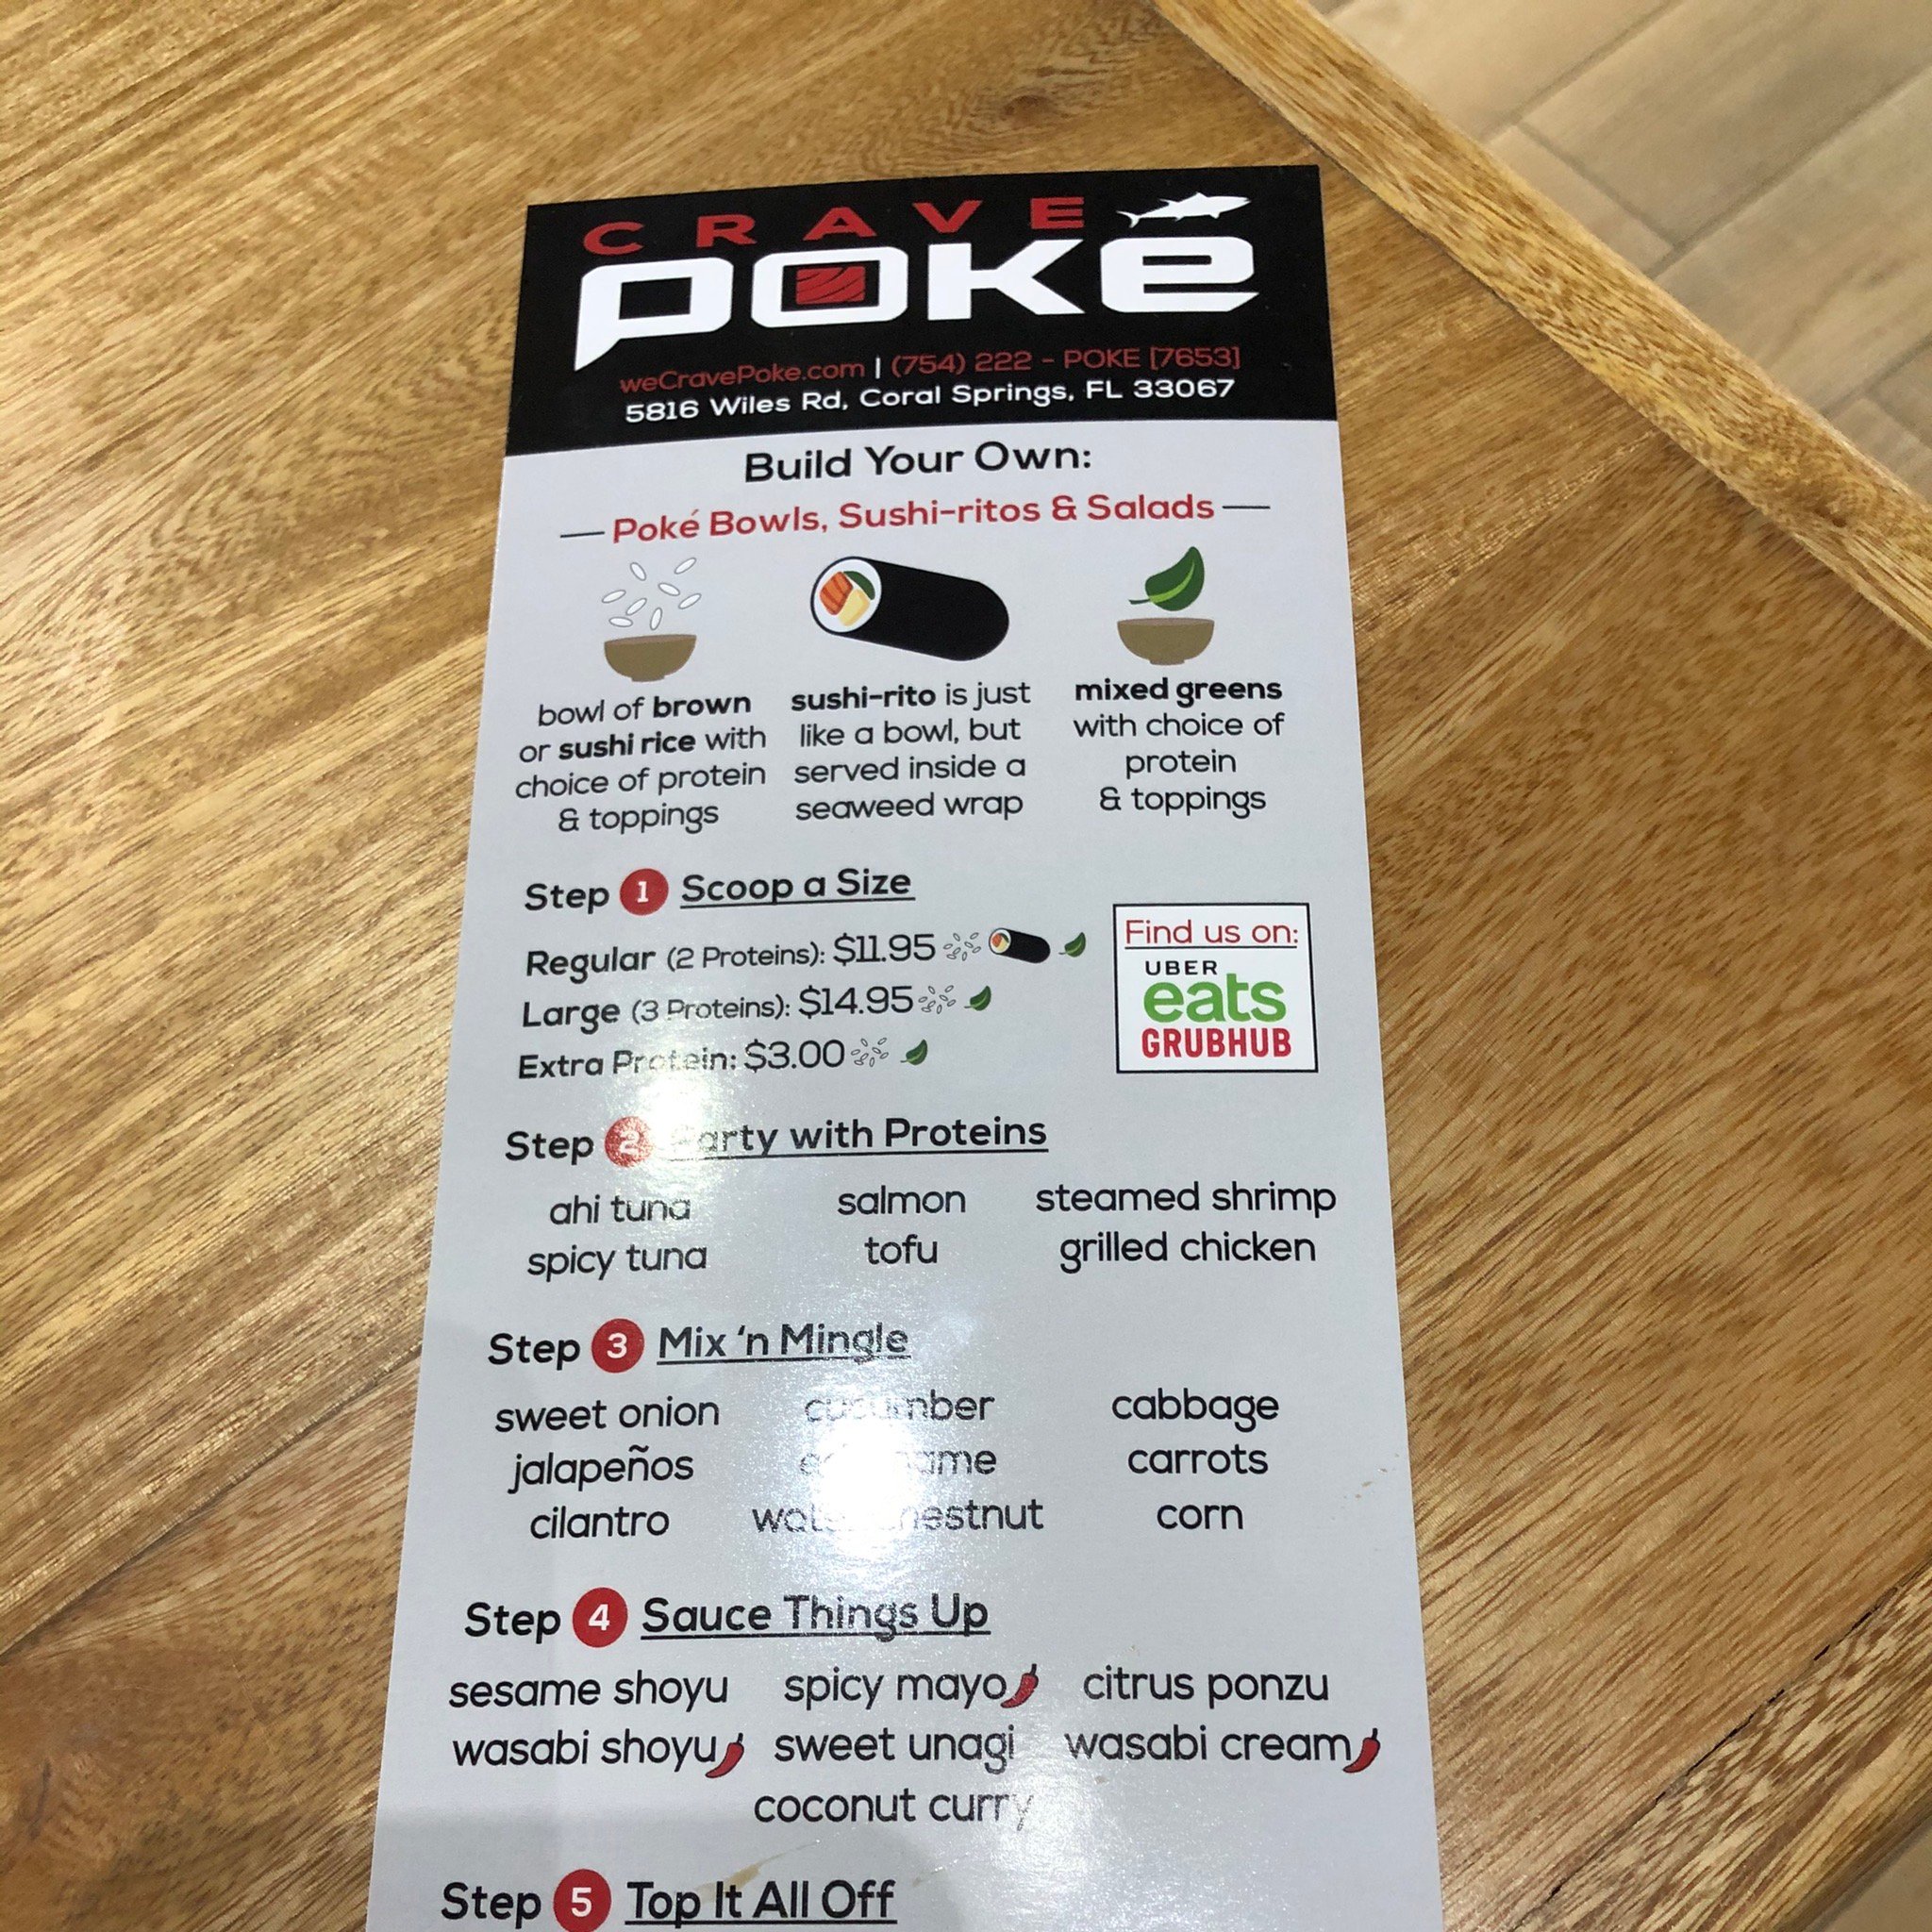 CRAVE
POKé
weCravePoke.com | (754) 222 - POKE [7653]
5816 Wiles Rd, Coral Springs, FL 33067
Build Your Own:
Poké Bowls, Sushi-ritos & Salads
bowl of brown or sushi rice with choice of protein & toppings
sushi-rito is just like a bowl, but served inside a seaweed wrap
mixed greens with choice of protein & toppings
Step 1 Scoop a Size
Regular (2 Proteins): $11.95
Large (3 Proteins): $14.95
Extra Protein: $3.00
Find us on:
UBER
eats
GRUBHUB
Step 2 Party with Proteins
ahi tuna salmon steamed shrimp
spicy tuna tofu grilled chicken
Step 3 Mix 'n Mingle
sweet onion cucumber cabbage
jalapeños edamame carrots
cilantro water chestnut corn
Step 4 Sauce Things Up
sesame shoyu spicy mayo citrus ponzu
wasabi shoyu sweet unagi wasabi cream
coconut curry
Step 5 Top It All Off